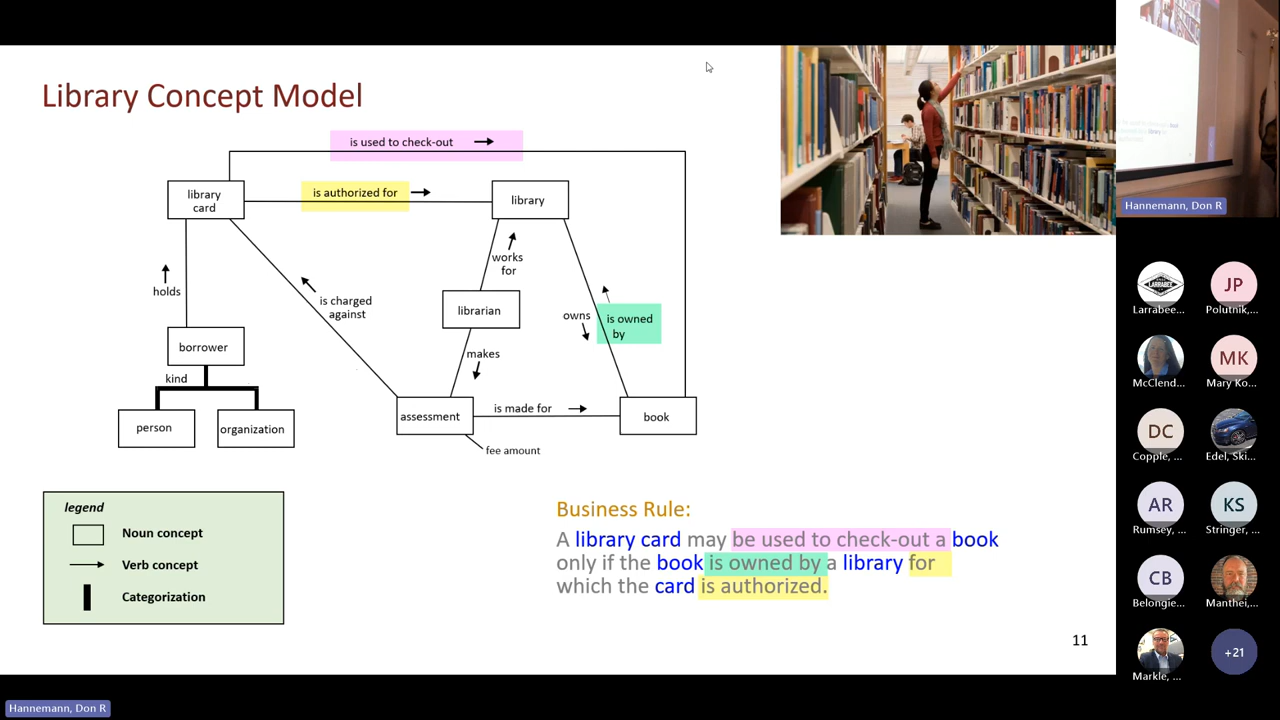 Library Concept Model
is used to check-out
library
card
is authorized for
library
works
for
holds
is charged
against
librarian
owns
is owned
by
borrower
makes
kind
person
organization
assessment
is made for
book
fee amount
legend
Noun concept
Verb concept
Categorization
Business Rule:
A library card may be used to check-out a book
only if the book is owned by a library for
which the card is authorized.
11
Hannemann, Don R
Hannemann, Don R
LARRABEE
Larrabee...
JP
Polutnik,...
McClend...
MK
Mary Ko...
DC
Copple, ...
Edel, Ski...
AR
Rumsey, ...
KS
Stringer, ...
CB
Belongie...
Manthei,...
Markle, ...
+21